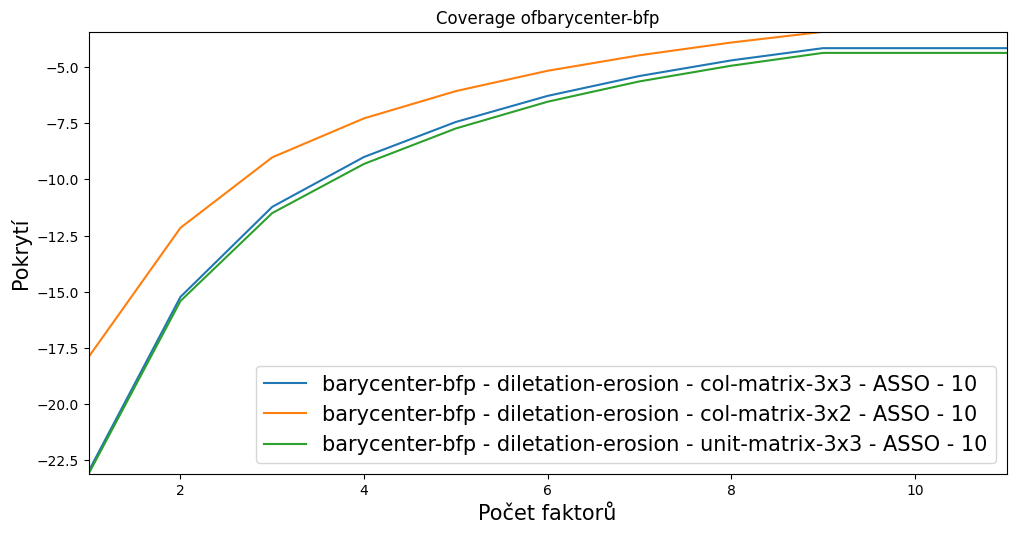 Coverage ofbarycenter-bfp
Pokrytí
−5.0
−7.5
−10.0
−12.5
−15.0
−17.5
−20.0
−22.5
barycenter-bfp - diletation-erosion - col-matrix-3x3 - ASSO - 10
barycenter-bfp - diletation-erosion - col-matrix-3x2 - ASSO - 10
barycenter-bfp - diletation-erosion - unit-matrix-3x3 - ASSO - 10
2 4 6 8 10
Počet faktorů